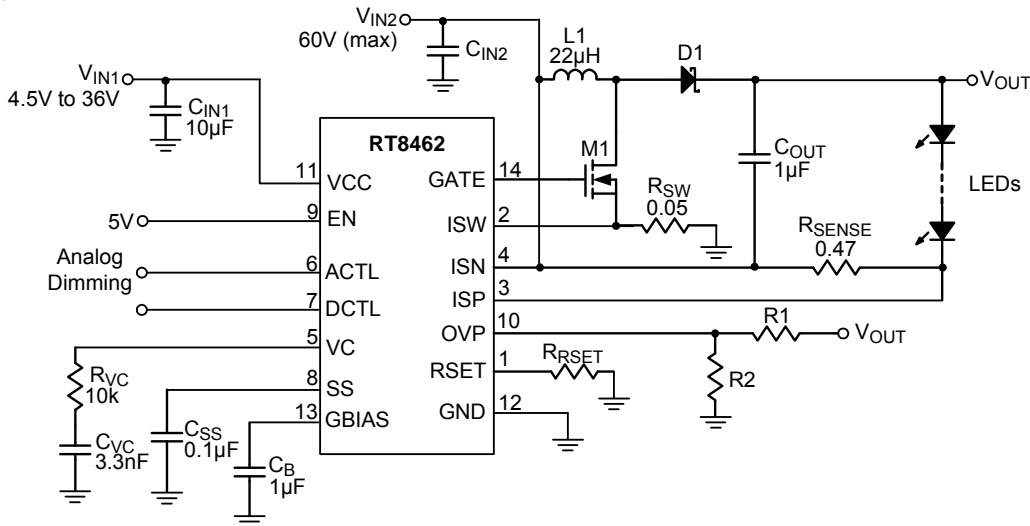 VIN2
60V (max)
CIN2
L1
22µH
D1
VOUT
VIN1
4.5V to 36V
CIN1
10µF
RT8462
M1
COUT
1µF
LEDs
11
VCC
GATE
14
RSW
0.05
5V
9
EN
ISW
2
RSENSE
0.47
Analog
Dimming
6
ACTL
ISN
4
7
DCTL
ISP
3
5
VC
OVP
10
R1
VOUT
RVC
10k
8
SS
RSET
1
RRSET
R2
13
GBIAS
GND
12
CVC
3.3nF
CSS
0.1µF
CB
1µF